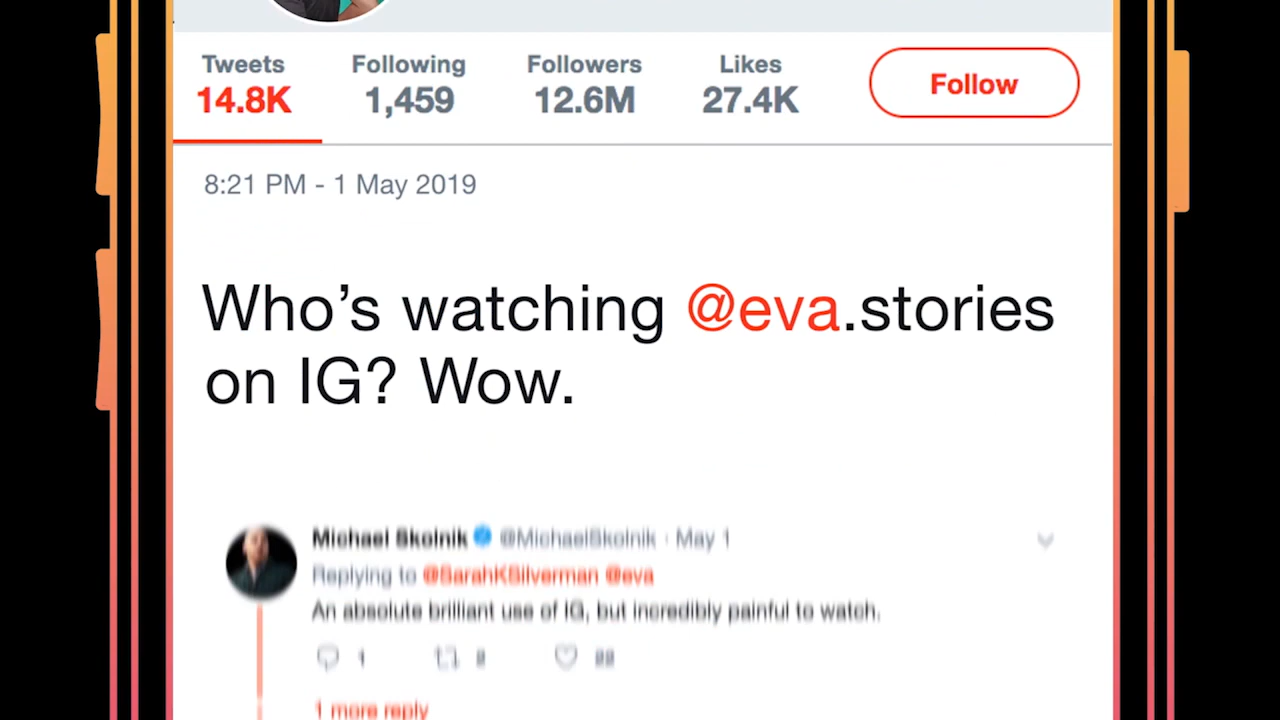 Tweets Following Followers Likes
14.8K 1,459 12.6M 27.4K Follow
8:21 PM - 1 May 2019
Who’s watching @eva.stories
on IG? Wow.
Michael Skolnik @MichaelSkolnik · May 1
Replying to @SarahKSilverman @eva
An absolute brilliant use of IG, but incredibly painful to watch.
1
1 more reply